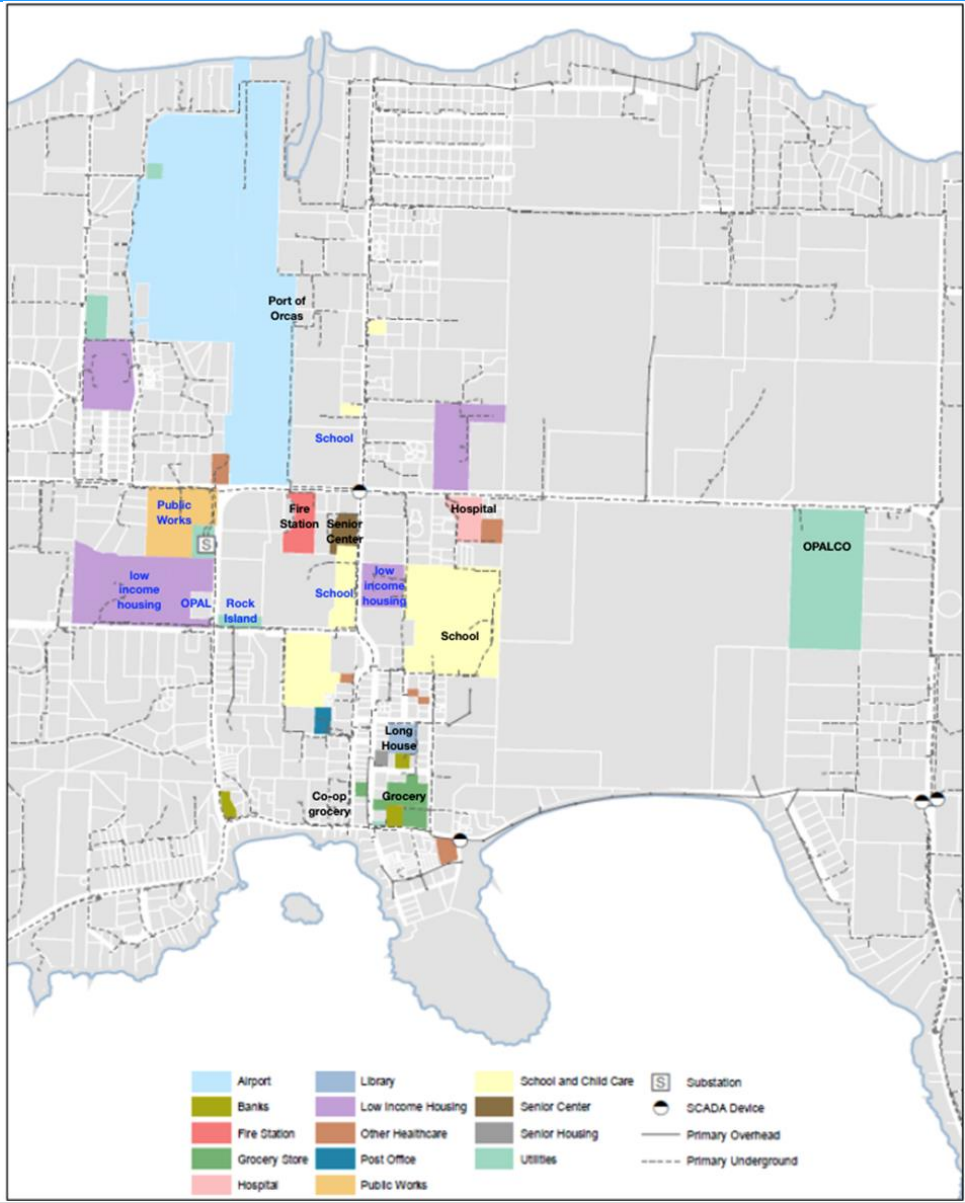 Port of
Orcas
School
Public
Works
Fire
Station
Senior
Center
Hospital
S
OPALCO
low
income
housing
OPAL
Rock
Island
School
low
income
housing
School
Long
House
Co-op
grocery
Grocery
Airport
Banks
Fire Station
Grocery Store
Hospital
Library
Low Income Housing
Other Healthcare
Post Office
Public Works
School and Child Care
Senior Center
Senior Housing
Utilities
S Substation
SCADA Device
Primary Overhead
Primary Underground